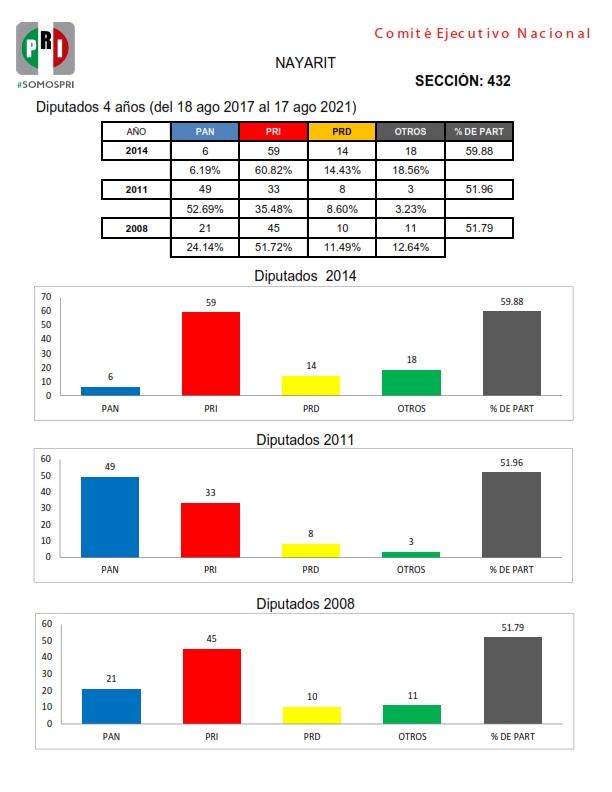 Comité Ejecutivo Nacional
PRI
#SOMOSPRI
NAYARIT
SECCIÓN: 432
Diputados 4 años (del 18 ago 2017 al 17 ago 2021)
AÑO PAN PRI PRD OTROS % DE PART
2014 6 59 14 18 59.88
6.19% 60.82% 14.43% 18.56%
2011 49 33 8 3 51.96
52.69% 35.48% 8.60% 3.23%
2008 21 45 10 11 51.79
24.14% 51.72% 11.49% 12.64%
Diputados 2014
70
60
50
40
30
20
10
0
6 59 14 18 59.88
PAN PRI PRD OTROS % DE PART
Diputados 2011
60
50
40
30
20
10
0
49 33 8 3 51.96
PAN PRI PRD OTROS % DE PART
Diputados 2008
60
50
40
30
20
10
0
21 45 10 11 51.79
PAN PRI PRD OTROS % DE PART